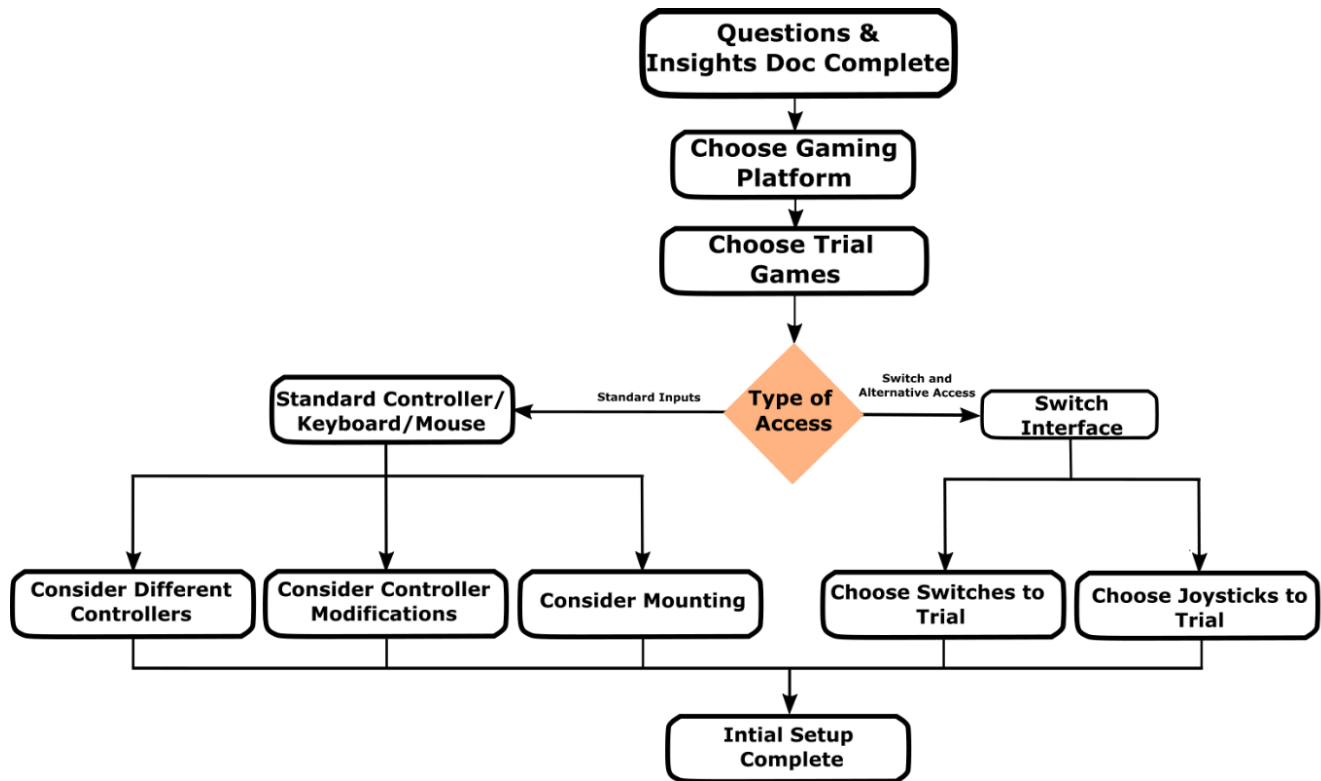 Questions &
Insights Doc Complete
Choose Gaming
Platform
Choose Trial
Games
Type of
Access
Standard Inputs
Standard Controller/
Keyboard/Mouse
Switch and
Alternative Access
Switch
Interface
Consider Different
Controllers
Consider Controller
Modifications
Consider Mounting
Choose Switches to
Trial
Choose Joysticks to
Trial
Intial Setup
Complete